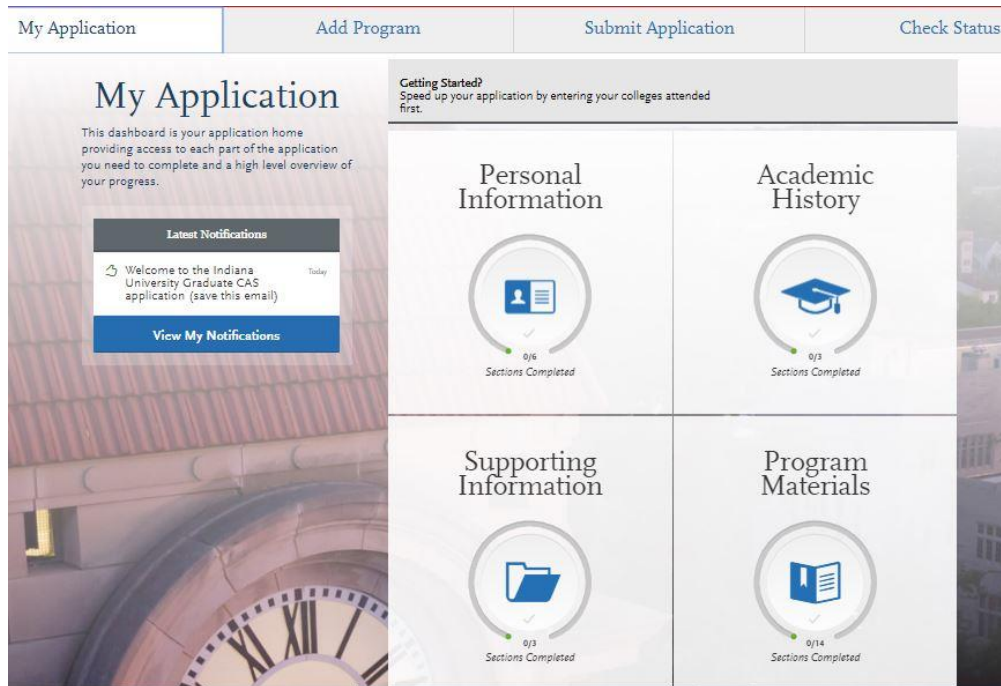 My Application
Add Program
Submit Application
Check Status
My Application
This dashboard is your application home
providing access to each part of the application
you need to complete and a high level overview of
your progress.
Latest Notifications
Welcome to the Indiana
University Graduate CAS
application (save this email)
Today
View My Notifications
Getting Started?
Speed up your application by entering your colleges attended
first.
Personal
Information
0/6
Sections Completed
Academic
History
0/3
Sections Completed
Supporting
Information
0/3
Sections Completed
Program
Materials
0/14
Sections Completed